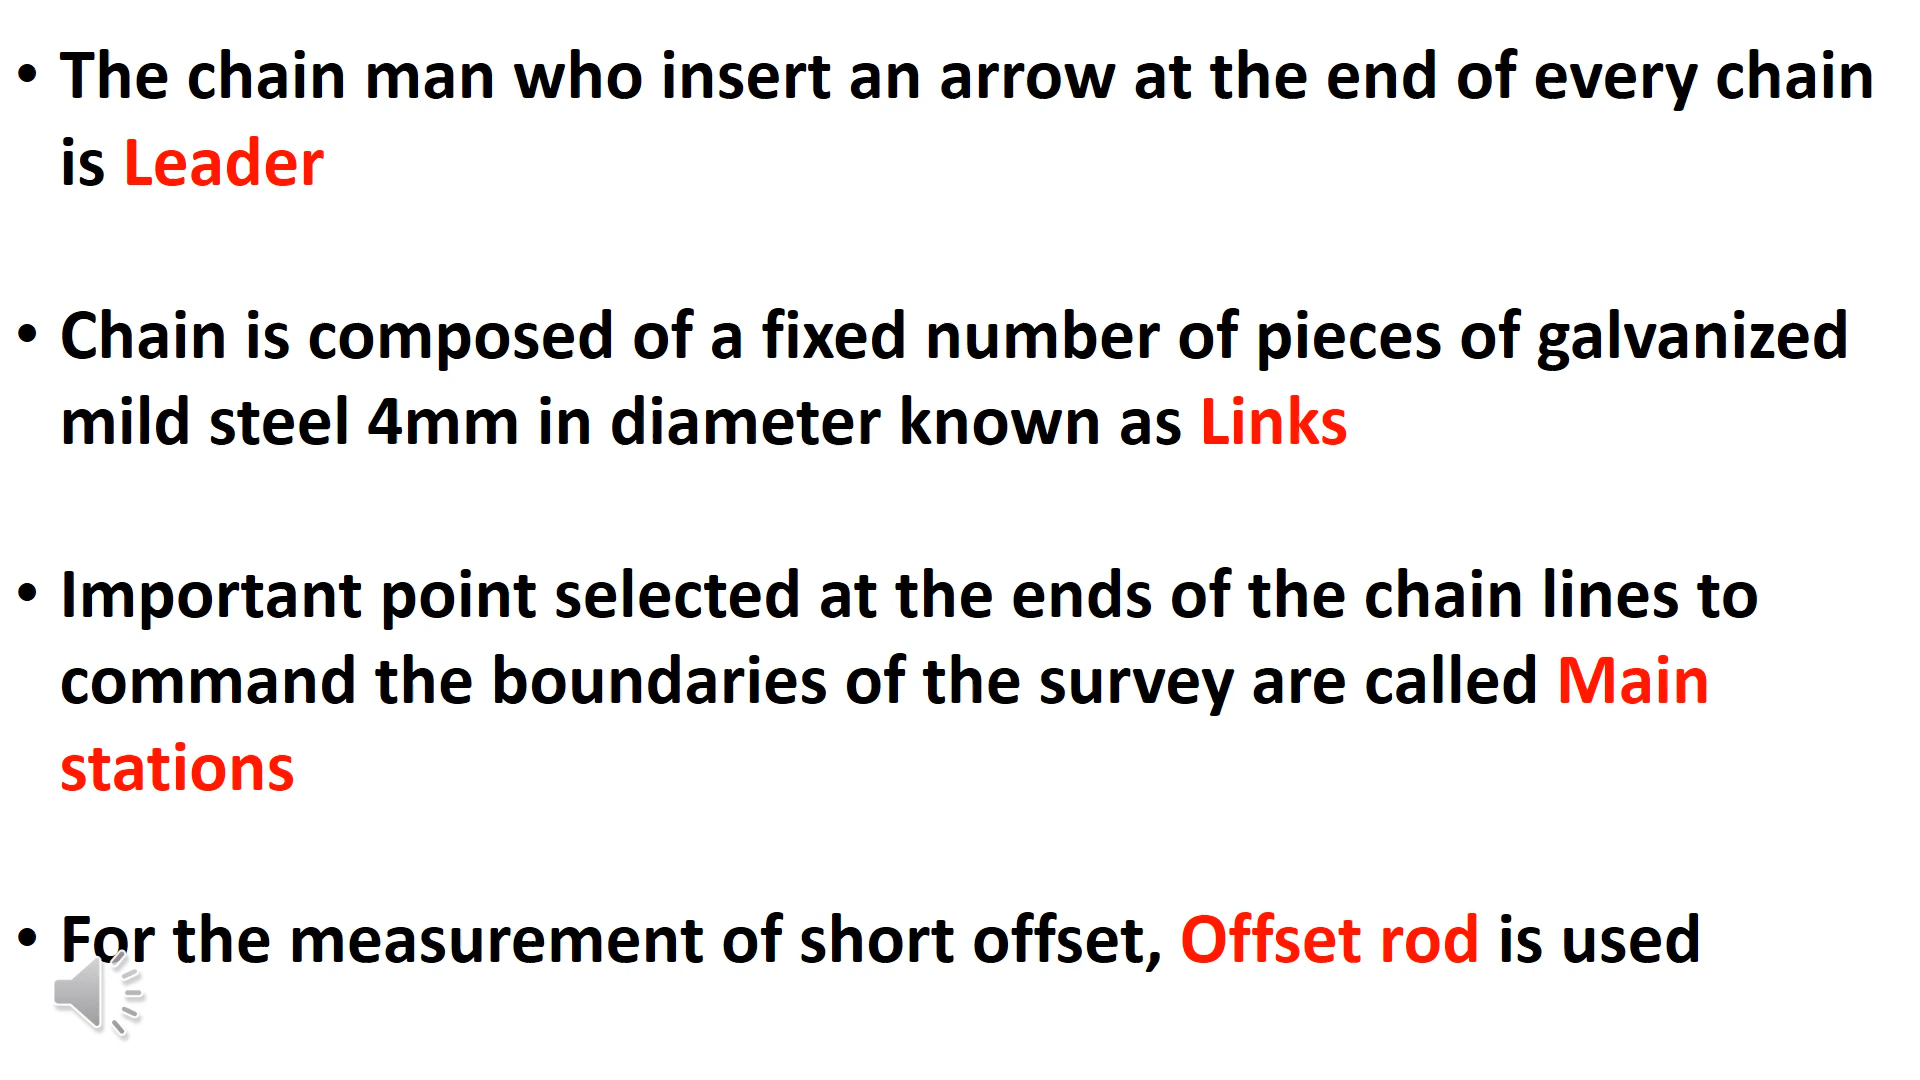 • The chain man who insert an arrow at the end of every chain
is Leader
• Chain is composed of a fixed number of pieces of galvanized
mild steel 4mm in diameter known as Links
• Important point selected at the ends of the chain lines to
command the boundaries of the survey are called Main
stations
• For the measurement of short offset, Offset rod is used